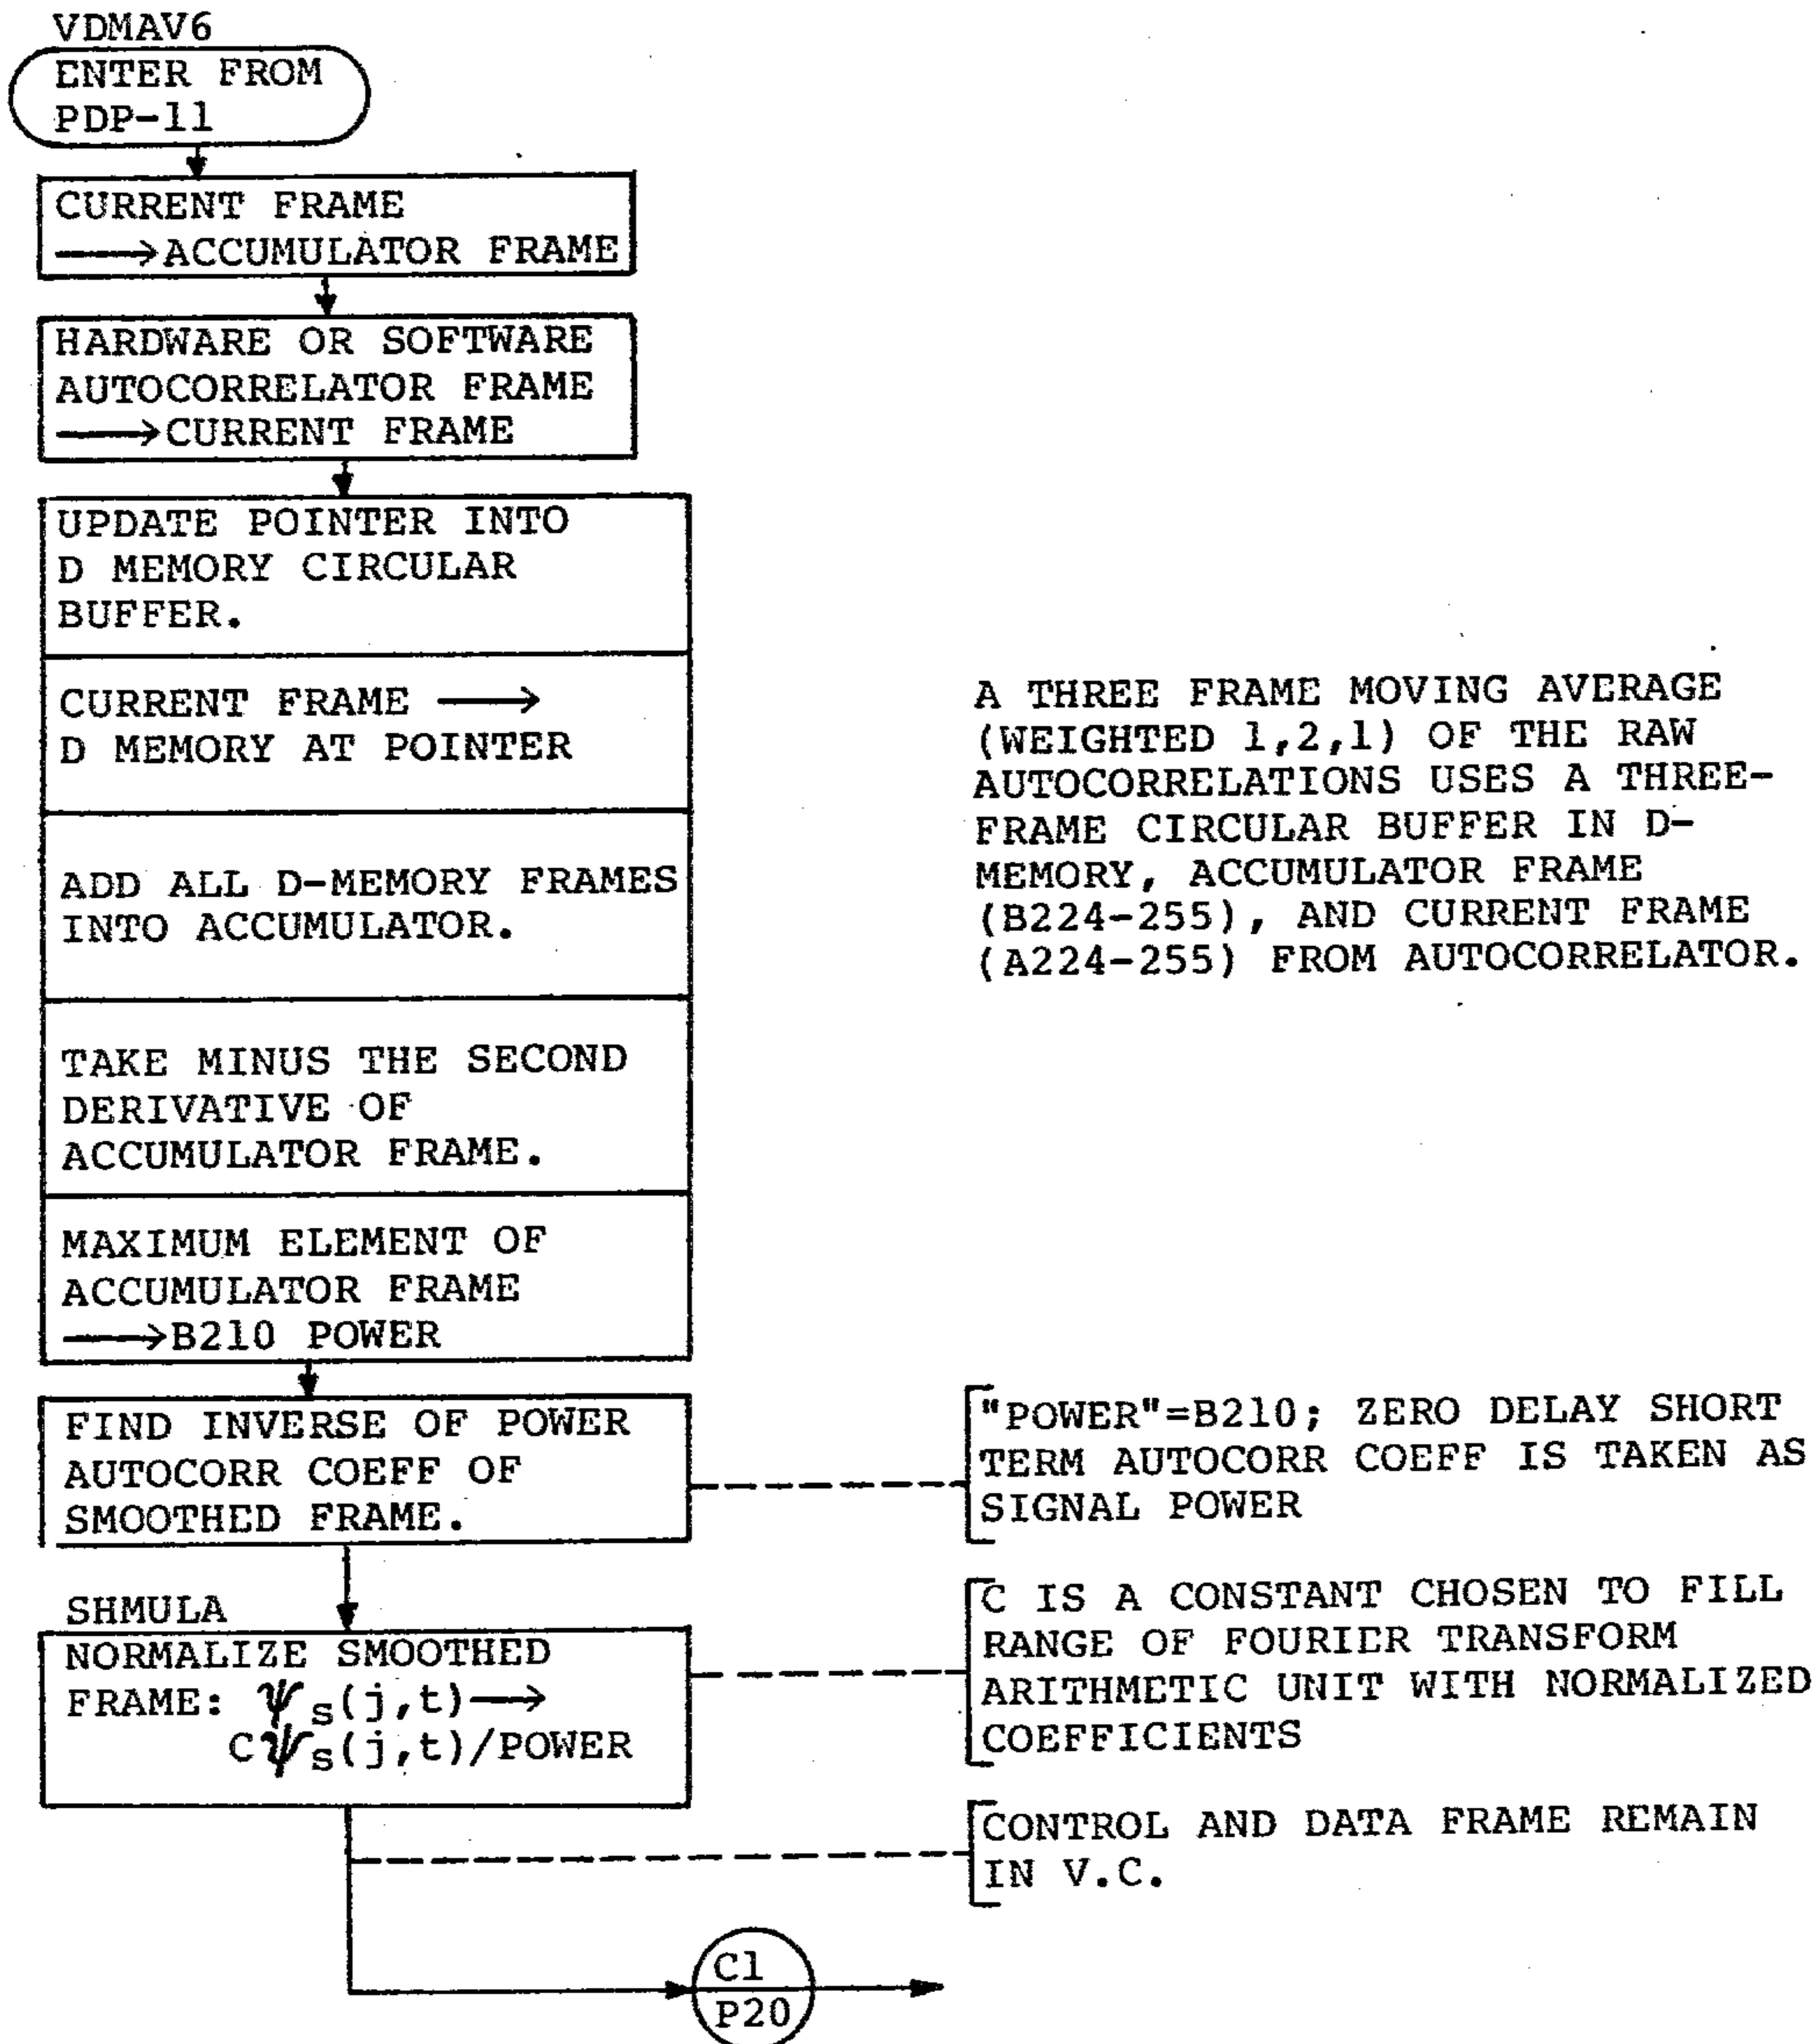 VDMAV6
ENTER FROM
PDP-11
CURRENT FRAME
⟶ACCUMULATOR FRAME
HARDWARE OR SOFTWARE
AUTOCORRELATOR FRAME
⟶CURRENT FRAME
UPDATE POINTER INTO
D MEMORY CIRCULAR
BUFFER.
CURRENT FRAME ⟶
D MEMORY AT POINTER
ADD ALL D-MEMORY FRAMES
INTO ACCUMULATOR.
A THREE FRAME MOVING AVERAGE
(WEIGHTED 1,2,1) OF THE RAW
AUTOCORRELATIONS USES A THREE-
FRAME CIRCULAR BUFFER IN D-
MEMORY, ACCUMULATOR FRAME
(B224-255), AND CURRENT FRAME
(A224-255) FROM AUTOCORRELATOR.
TAKE MINUS THE SECOND
DERIVATIVE OF
ACCUMULATOR FRAME.
MAXIMUM ELEMENT OF
ACCUMULATOR FRAME
⟶B210 POWER
FIND INVERSE OF POWER
AUTOCORR COEFF OF
SMOOTHED FRAME.
"POWER"=B210; ZERO DELAY SHORT
TERM AUTOCORR COEFF IS TAKEN AS
SIGNAL POWER
SHMULA
NORMALIZE SMOOTHED
FRAME: ψs(j,t)⟶
Cψs(j,t)/POWER
C IS A CONSTANT CHOSEN TO FILL
RANGE OF FOURIER TRANSFORM
ARITHMETIC UNIT WITH NORMALIZED
COEFFICIENTS
CONTROL AND DATA FRAME REMAIN
IN V.C.
C1
P20